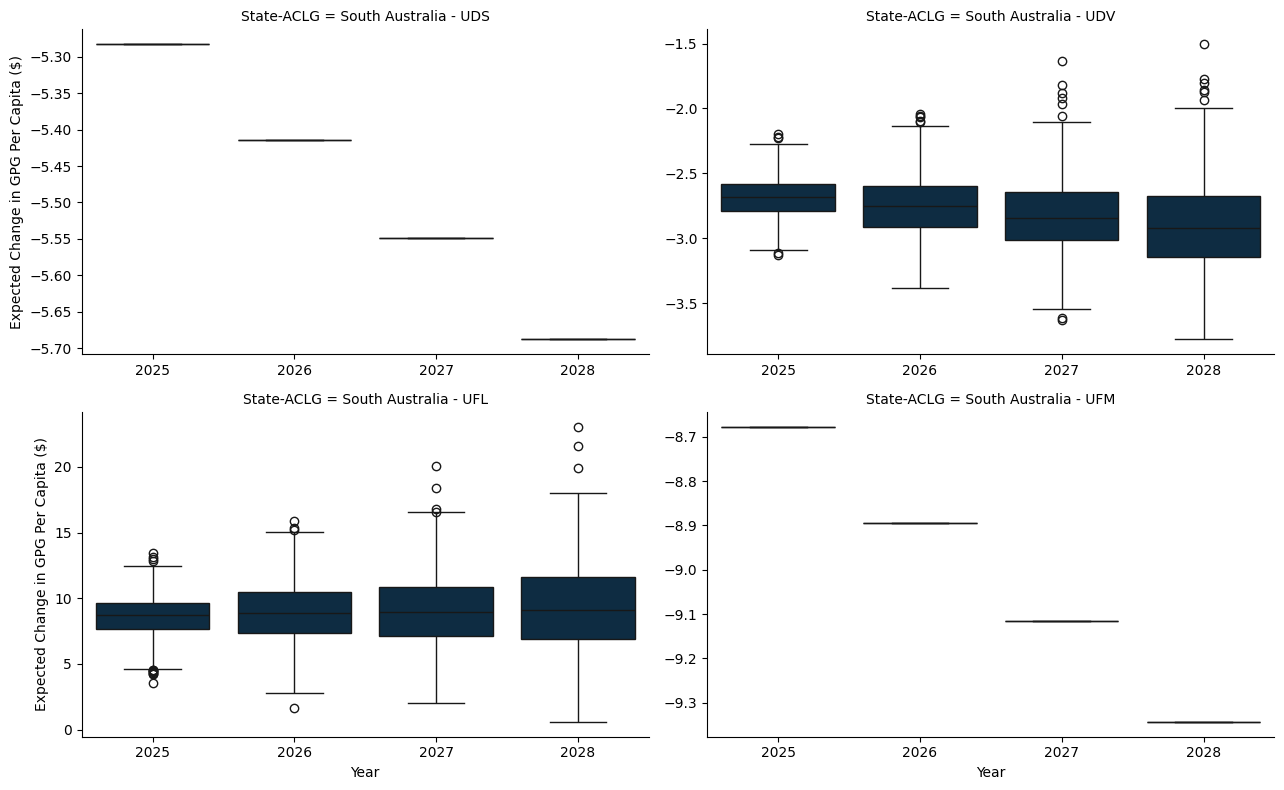 State-ACLG = South Australia - UDS
Expected Change in GPG Per Capita ($)
−5.30
−5.35
−5.40
−5.45
−5.50
−5.55
−5.60
−5.65
−5.70
2025 2026 2027 2028
State-ACLG = South Australia - UDV
−1.5
−2.0
−2.5
−3.0
−3.5
2025 2026 2027 2028
State-ACLG = South Australia - UFL
Expected Change in GPG Per Capita ($)
20
15
10
5
0
2025 2026 2027 2028
Year
State-ACLG = South Australia - UFM
−8.7
−8.8
−8.9
−9.0
−9.1
−9.2
−9.3
2025 2026 2027 2028
Year